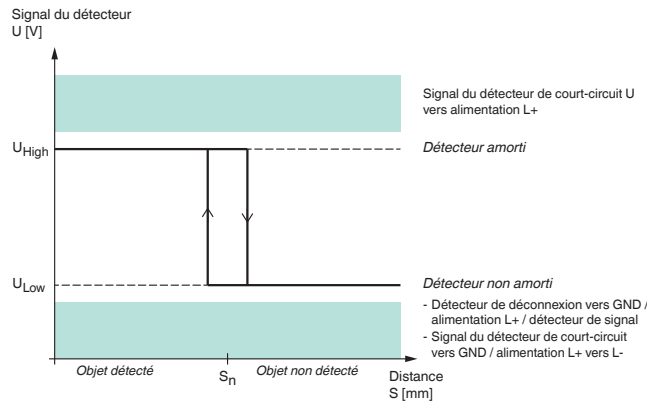 Signal du détecteur
U [V]
Signal du détecteur de court-circuit U
vers alimentation L+
UHigh
Détecteur amorti
ULow
Détecteur non amorti
- Détecteur de déconnexion vers GND /
alimentation L+ / détecteur de signal
- Signal du détecteur de court-circuit
vers GND / alimentation L+ vers L-
Objet détecté
Sn
Objet non détecté
Distance
S [mm]